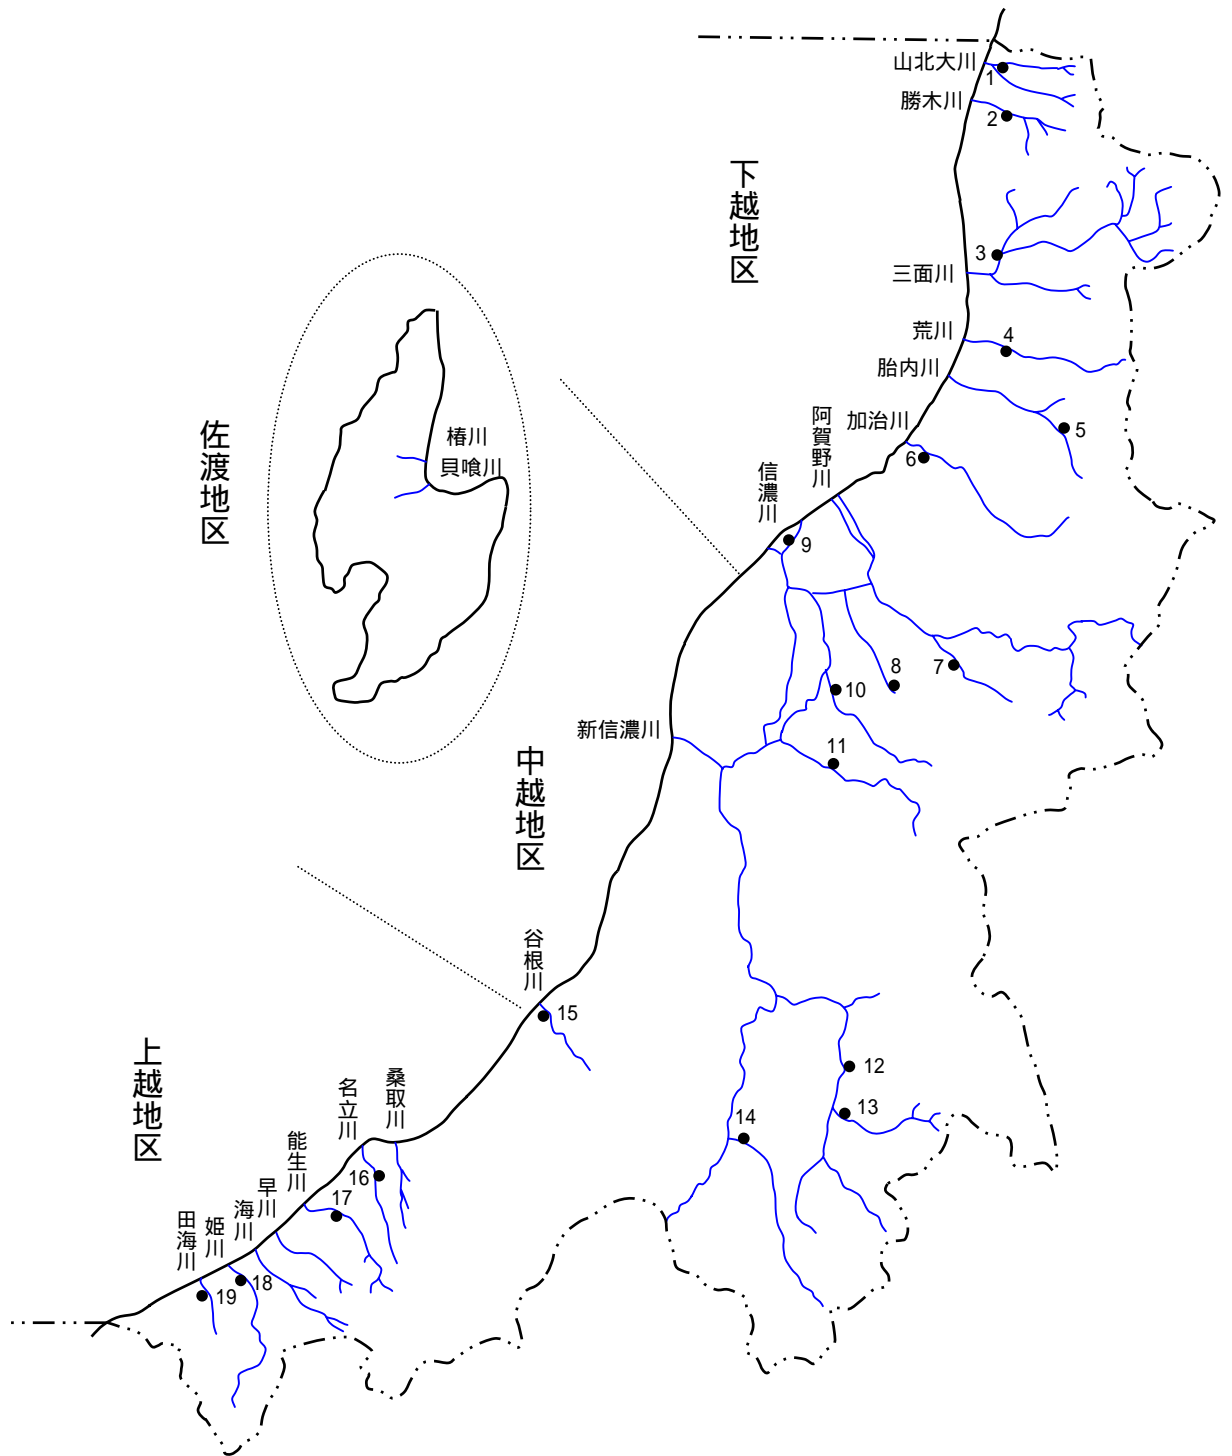 山北大川
1
勝木川
2
下越地区
3
三面川
荒川
4
胎内川
5
加治川
6
阿賀野川
信濃川
9
椿川
貝喰川
佐渡地区
7
8
10
11
新信濃川
中越地区
谷根川
15
12
13
14
上越地区
桑取川
名立川
16
能生川
17
早川
海川
姫川
18
田海川
19